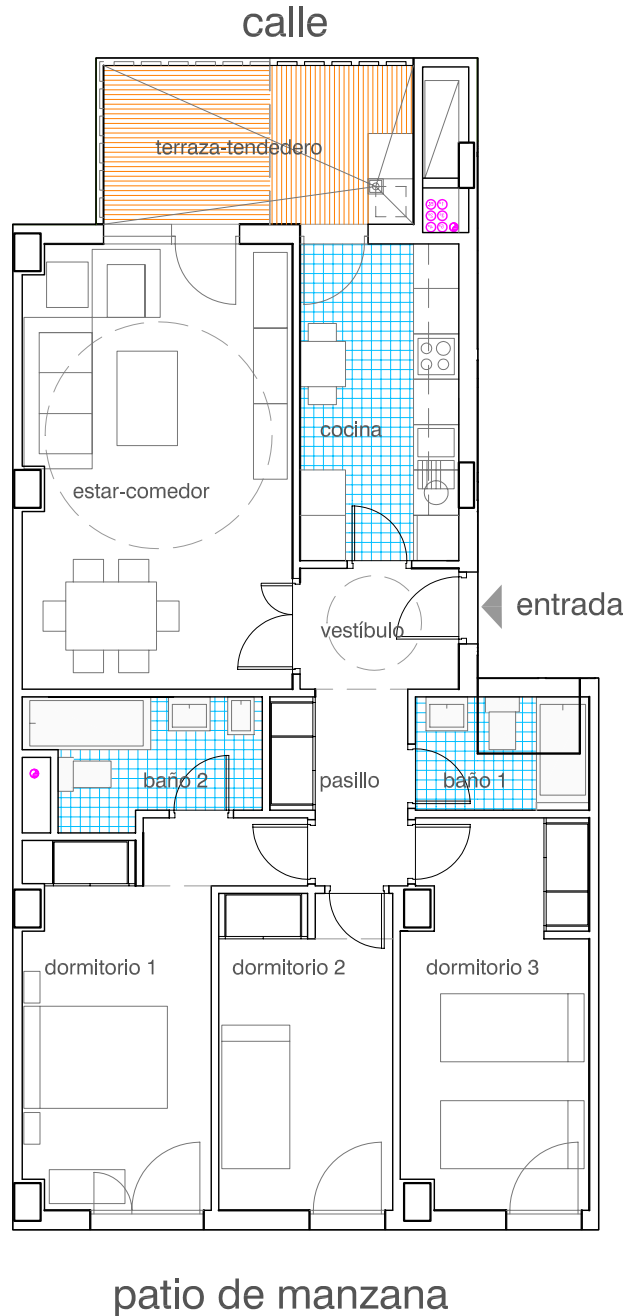 calle
terraza-tendedero
cocina
estar-comedor
entrada
vestíbulo
baño 2
pasillo
baño 1
dormitorio 1
dormitorio 2
dormitorio 3
patio de manzana